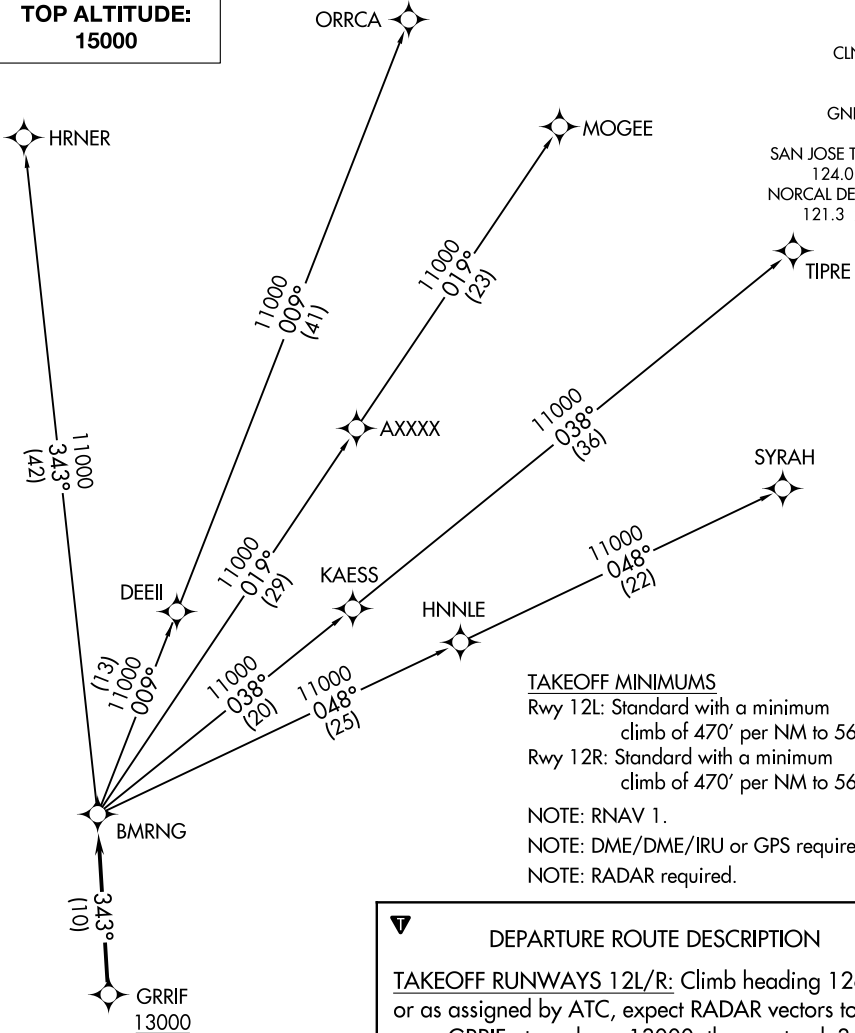 TOP ALTITUDE:
15000
ORRCA
HRNER
MOGEE
SAN JOSE T
124.0
NORCAL DE
121.3
TIPRE
11000
009°
(41)
11000
019°
(23)
AXXXX
11000
038°
(36)
11000
343°
(42)
SYRAH
11000
048°
(22)
11000
019°
(29)
KAESS
DEEII
HNNLE
(13)
11000
009°
11000
038°
(20)
11000
048°
(25)
BMRNG
343°
(10)
GRRIF
13000
TAKEOFF MINIMUMS
Rwy 12L: Standard with a minimum
climb of 470' per NM to 56
Rwy 12R: Standard with a minimum
climb of 470' per NM to 56
NOTE: RNAV 1.
NOTE: DME/DME/IRU or GPS require
NOTE: RADAR required.
T
DEPARTURE ROUTE DESCRIPTION
TAKEOFF RUNWAYS 12L/R: Climb heading 12
or as assigned by ATC, expect RADAR vectors to